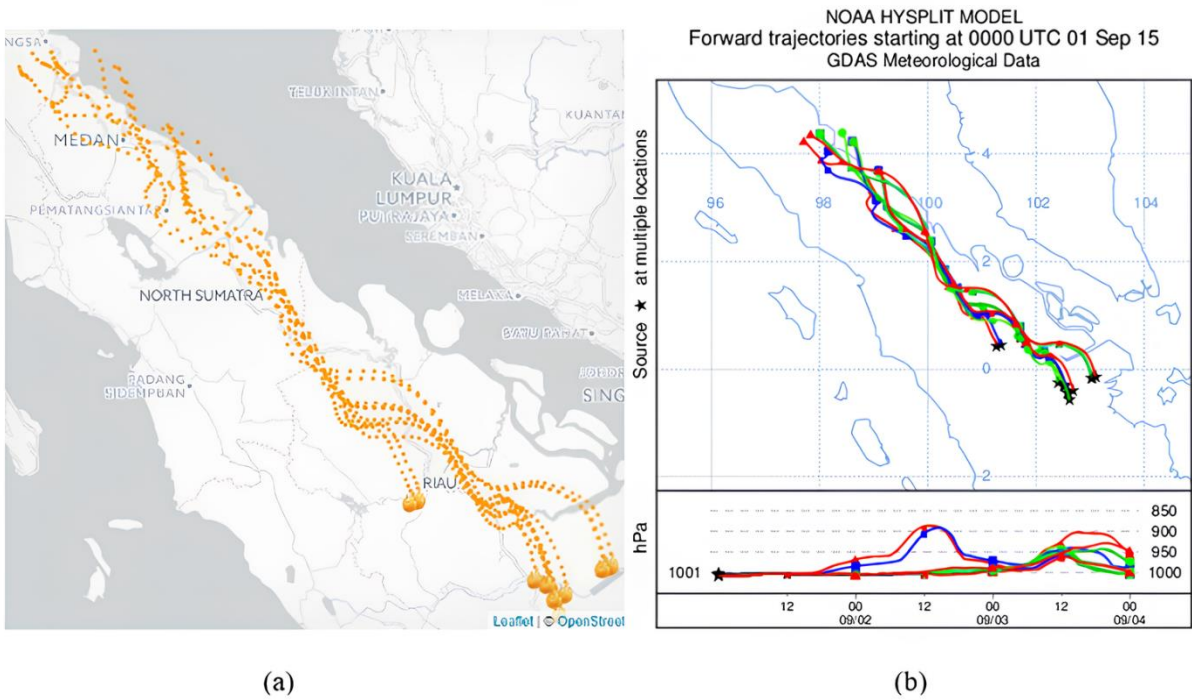 NGSA
MEDAN
PEMATANGSIANTA
NORTH SUMATRA
PADANG
SIDEMPUAN
RIAU
TELUK INTAN
KUANTAN
KUALA
LUMPUR
PUTRAJAYA
SEREMBAN
MELAKA
BATU PAHAT
JOHOR
SING
Leaflet | © OpenStreet
(a)
NOAA HYSPLIT MODEL
Forward trajectories starting at 0000 UTC 01 Sep 15
GDAS Meteorological Data
Source ★ at multiple locations
4
96 98 100 102 104
2
0
2
hPa
850
900
950
1001 1000
12 00 12 00 12 00
09/02 09/03 09/04
(b)